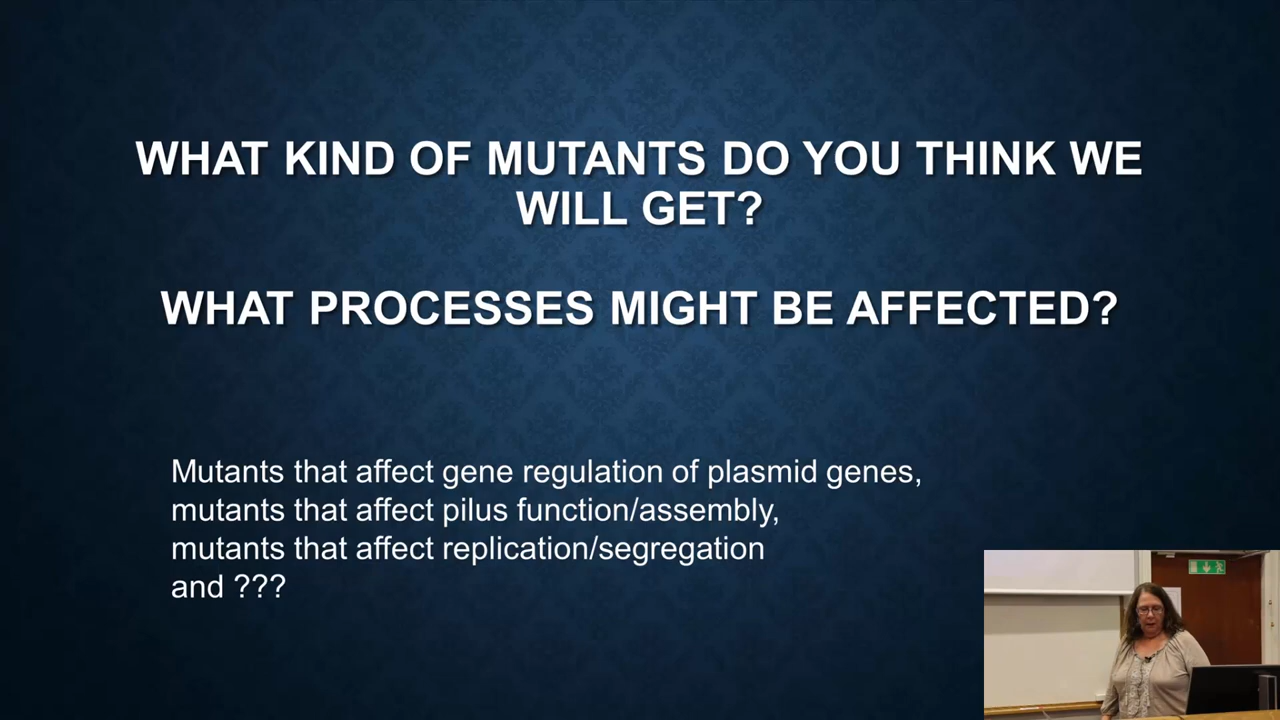 WHAT KIND OF MUTANTS DO YOU THINK WE
WILL GET?
WHAT PROCESSES MIGHT BE AFFECTED?
Mutants that affect gene regulation of plasmid genes,
mutants that affect pilus function/assembly,
mutants that affect replication/segregation
and ???